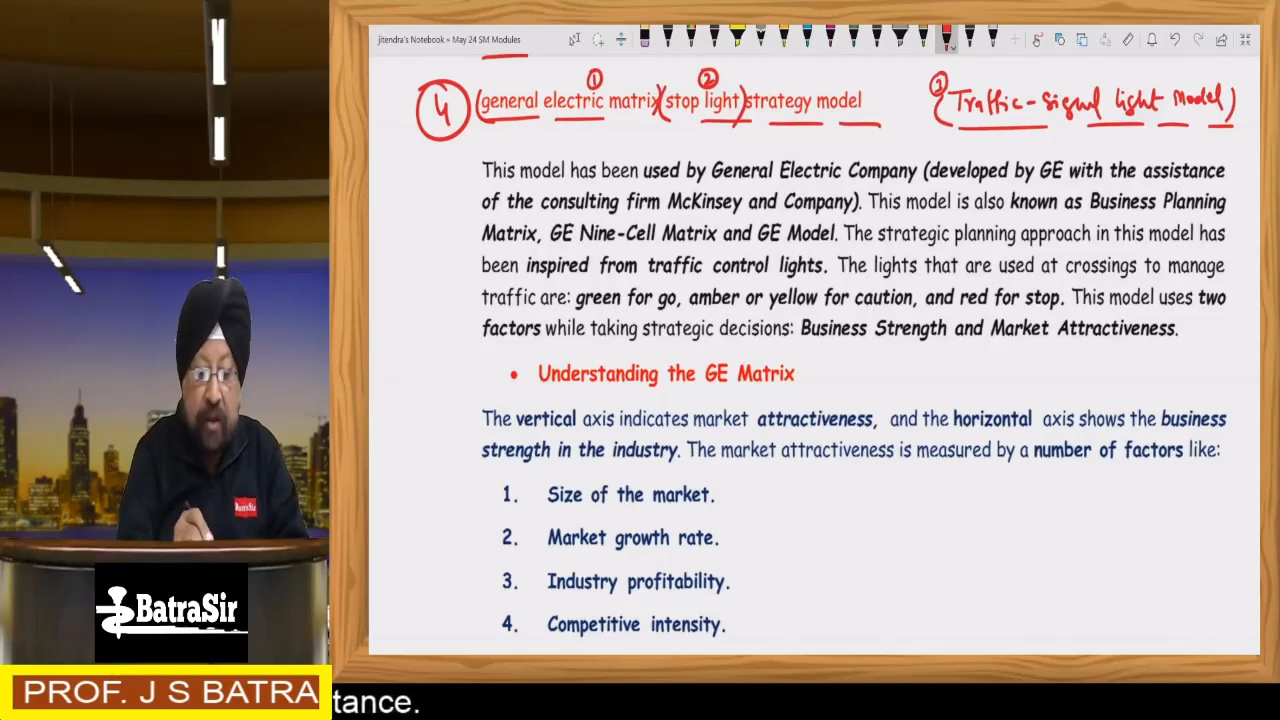 jitendra's Notebook » May 24 SM Modules
4 (general electric matrix) (stop light) strategy model (Traffic-signal light Model)
1 2 3
This model has been used by General Electric Company (developed by GE with the assistance
of the consulting firm McKinsey and Company). This model is also known as Business Planning
Matrix, GE Nine-Cell Matrix and GE Model. The strategic planning approach in this model has
been inspired from traffic control lights. The lights that are used at crossings to manage
traffic are: green for go, amber or yellow for caution, and red for stop. This model uses two
factors while taking strategic decisions: Business Strength and Market Attractiveness.
• Understanding the GE Matrix
The vertical axis indicates market attractiveness, and the horizontal axis shows the business
strength in the industry. The market attractiveness is measured by a number of factors like:
1. Size of the market.
2. Market growth rate.
3. Industry profitability.
4. Competitive intensity.
BatraSir
BatraSir
PROF. J S BATRA
tance.